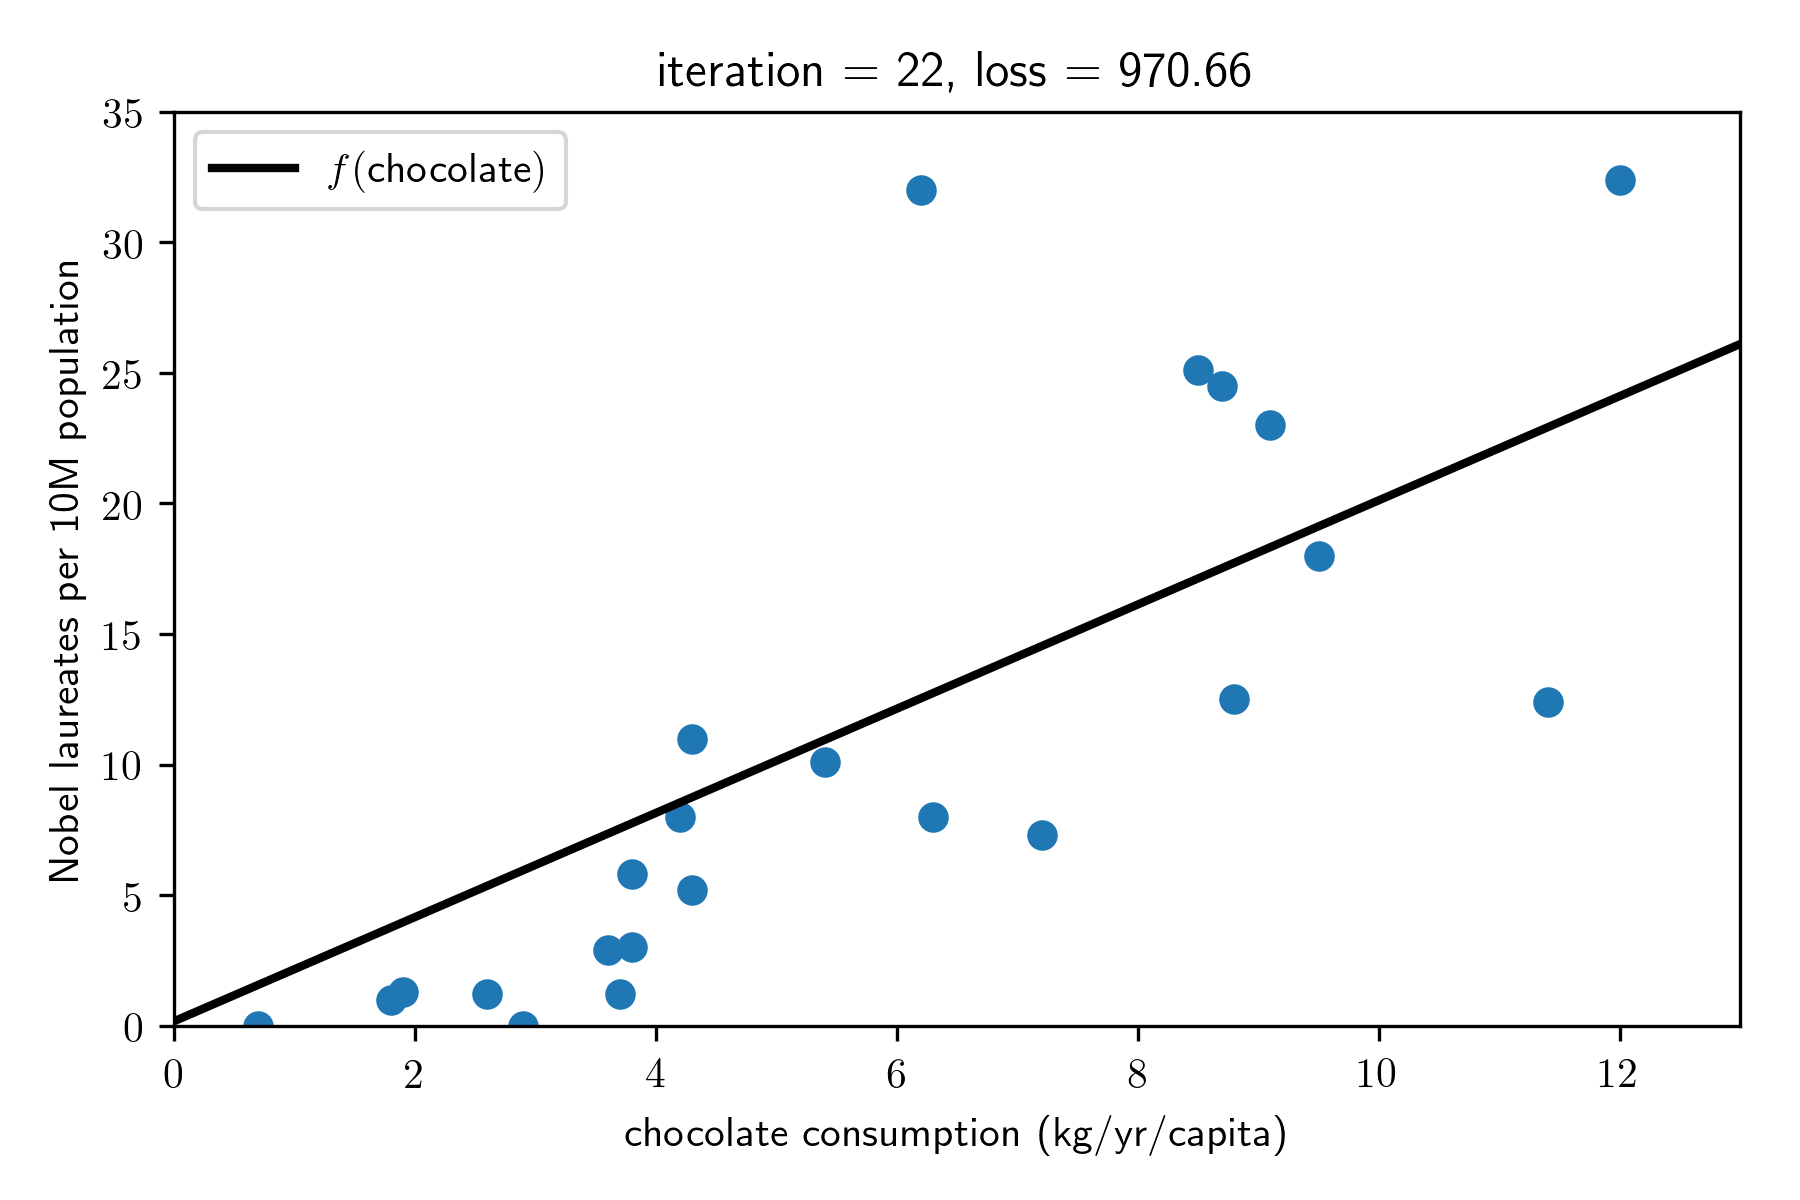 iteration = 22, loss = 970.66
f(chocolate)
Nobel laureates per 10M population
35
30
25
20
15
10
5
0
0 2 4 6 8 10 12
chocolate consumption (kg/yr/capita)